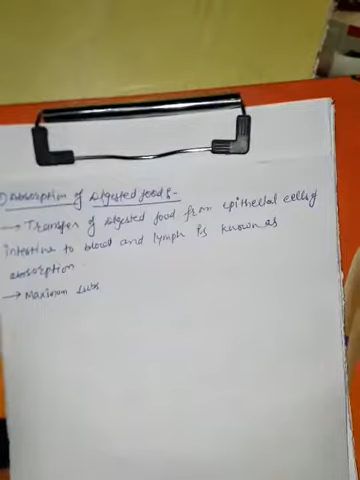 Absorption of digested food :-
→ Transfer of digested food from epithelial cells of
intestine to blood and lymph is known as
absorption
→ Maximum subs